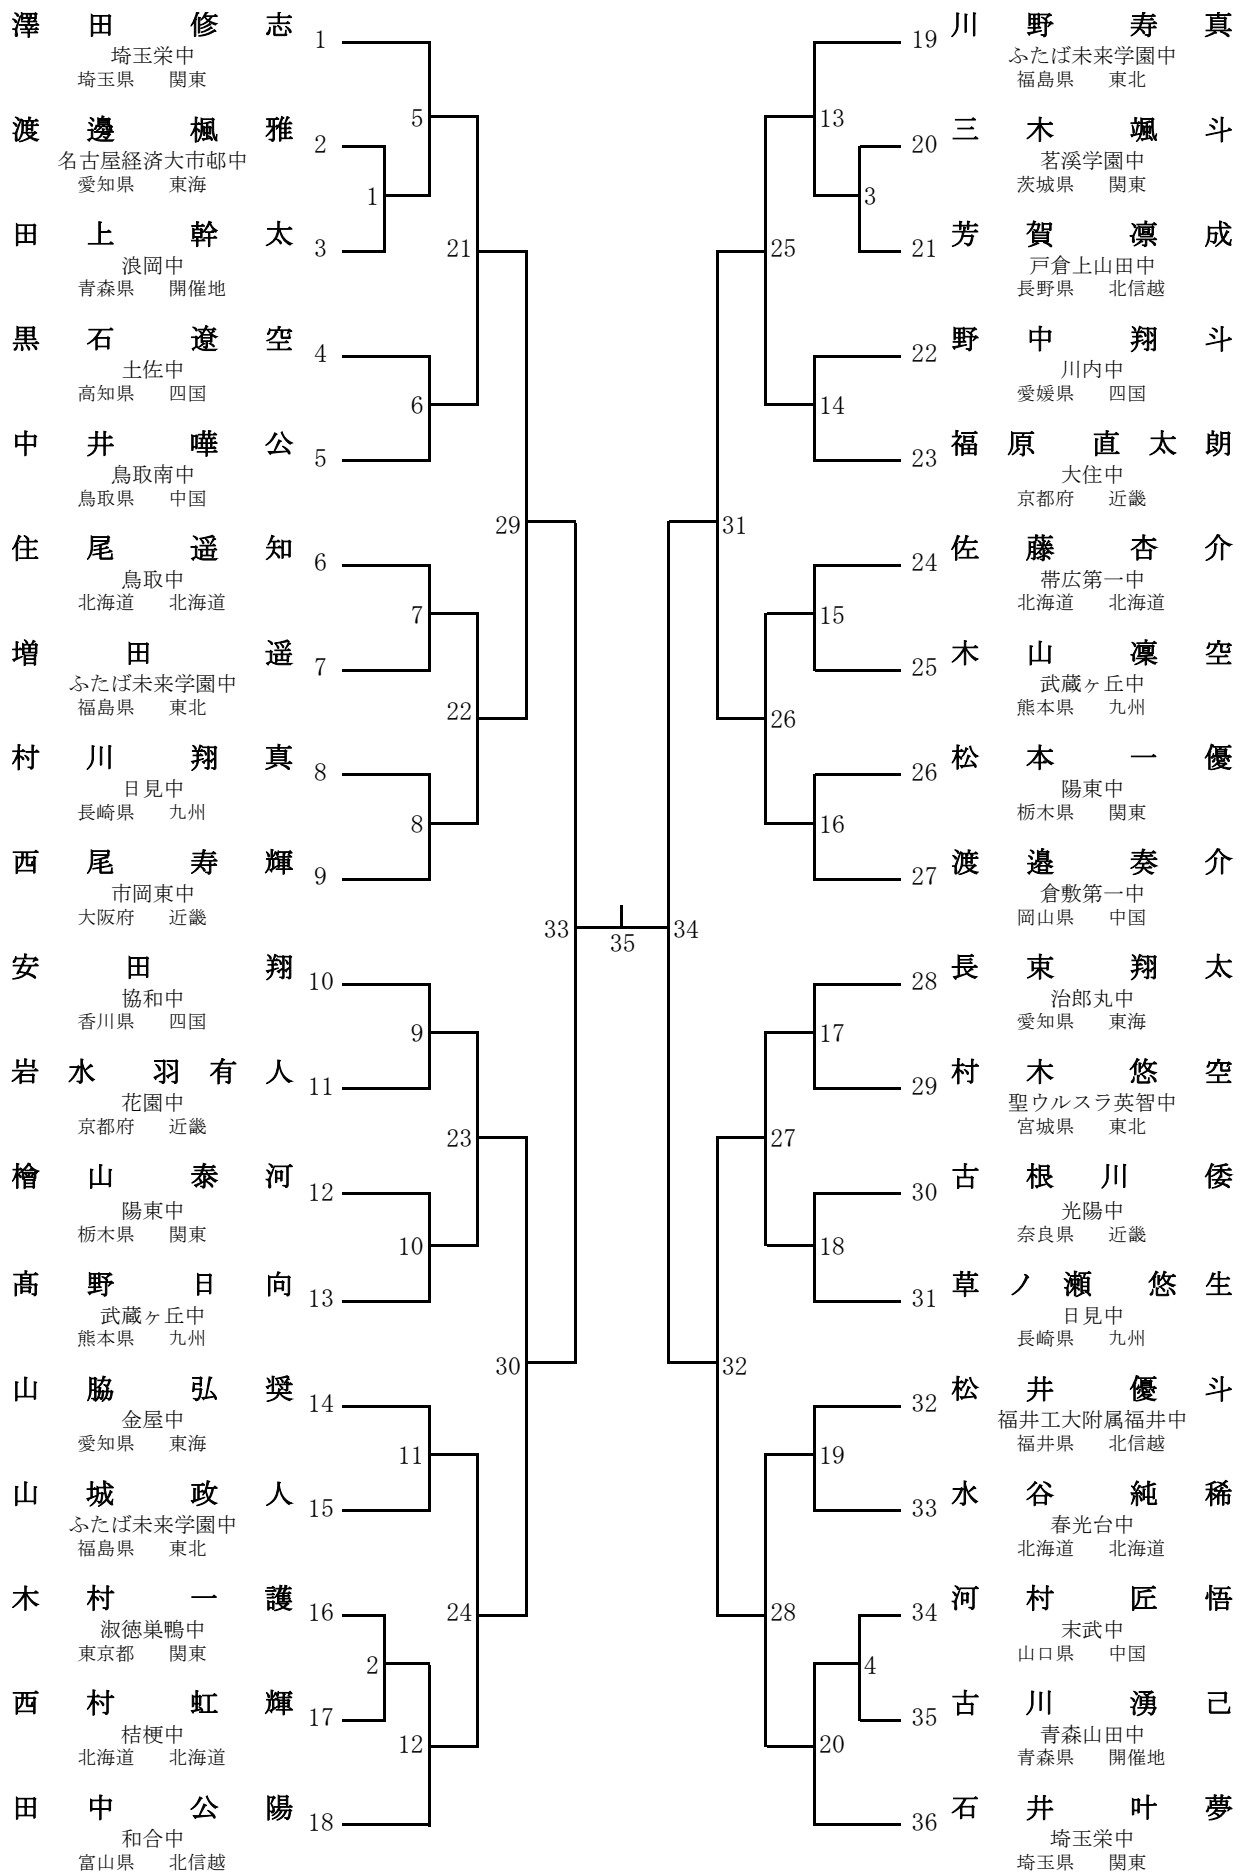 澤田修志 1
埼玉栄中
埼玉県 関東
渡邊楓雅 2
名古屋経済大市邨中
愛知県 東海
1
田上幹太 3
浪岡中
青森県 開催地
5
黒石遼空 4
土佐中
高知県 四国
6
中井嘩公 5
鳥取南中
鳥取県 中国
21
住尾遥知 6
鳥取中
北海道 北海道
7
増田遥 7
ふたば未来学園中
福島県 東北
22
村川翔真 8
日見中
長崎県 九州
8
西尾寿輝 9
市岡東中
大阪府 近畿
29
安田翔 10
協和中
香川県 四国
9
岩水羽有人 11
花園中
京都府 近畿
23
檜山泰河 12
陽東中
栃木県 関東
10
髙野日向 13
武蔵ヶ丘中
熊本県 九州
30
山脇弘奨 14
金屋中
愛知県 東海
11
山城政人 15
ふたば未来学園中
福島県 東北
木村一護 16
淑徳巣鴨中
東京都 関東
24
2
西村虹輝 17
桔梗中
北海道 北海道
12
田中公陽 18
和合中
富山県 北信越
33
35
34
19 川野寿真
ふたば未来学園中
福島県 東北
13
20 三木颯斗
茗溪学園中
茨城県 関東
3
21 芳賀凛成
戸倉上山田中
長野県 北信越
25
22 野中翔斗
川内中
愛媛県 四国
14
23 福原直太朗
大住中
京都府 近畿
31
24 佐藤杏介
帯広第一中
北海道 北海道
15
25 木山凜空
武蔵ヶ丘中
熊本県 九州
26
26 松本一優
陽東中
栃木県 関東
16
27 渡邉奏介
倉敷第一中
岡山県 中国
28 長束翔太
治郎丸中
愛知県 東海
17
29 村木悠空
聖ウルスラ英智中
宮城県 東北
27
30 古根川倭
光陽中
奈良県 近畿
18
31 草ノ瀬悠生
日見中
長崎県 九州
32
32 松井優斗
福井工大附属福井中
福井県 北信越
19
33 水谷純稀
春光台中
北海道 北海道
28
34 河村匠悟
末武中
山口県 中国
4
35 古川湧己
青森山田中
青森県 開催地
20
36 石井叶夢
埼玉栄中
埼玉県 関東